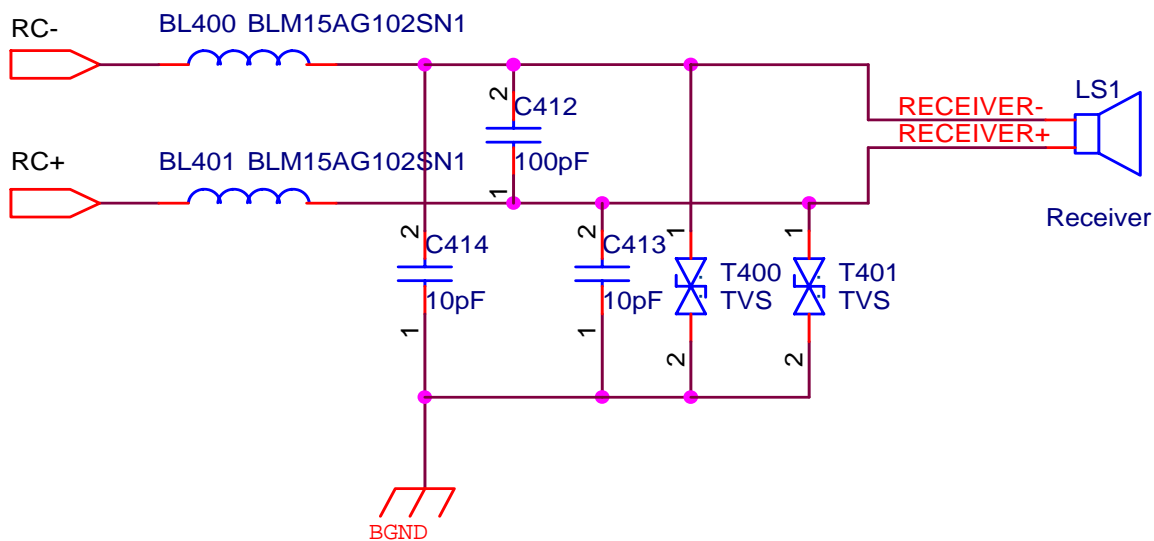 RC-
BL400 BLM15AG102SN1
2
C412
100pF
1
LS1
RECEIVER-
RECEIVER+
Receiver
RC+
BL401 BLM15AG102SN1
2
C414
10pF
1
2
C413
10pF
1
1
T400
TVS
2
1
T401
TVS
2
BGND